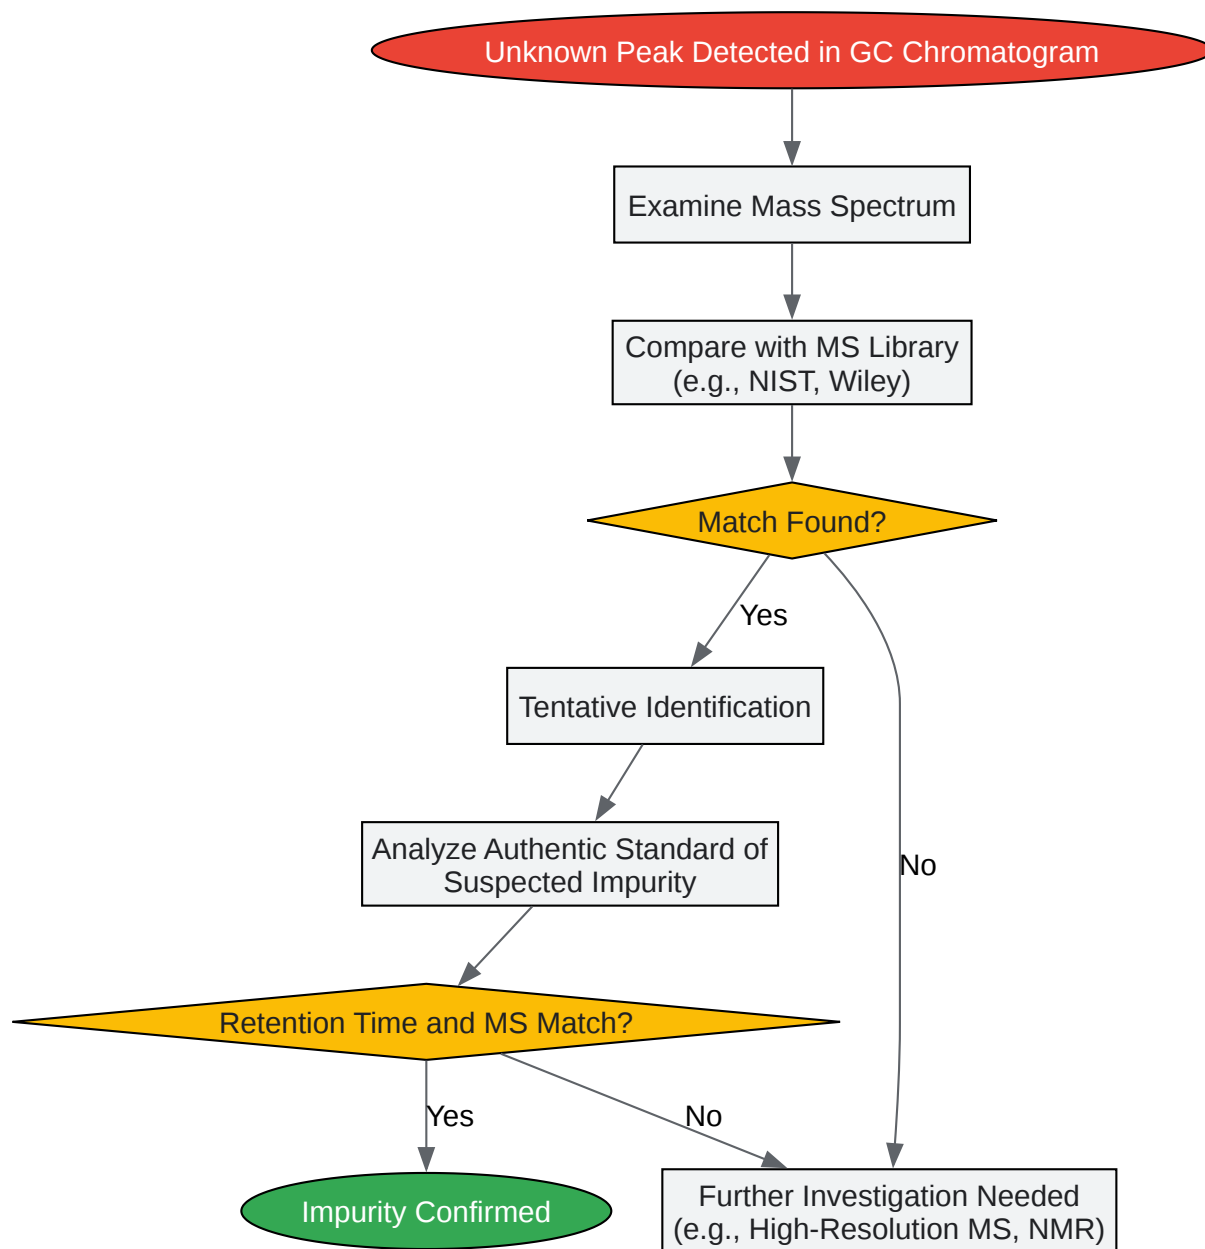 Unknown Peak Detected in GC Chromatogram
Examine Mass Spectrum
Compare with MS Library
(e.g., NIST, Wiley)
Match Found?
Yes
Tentative Identification
Analyze Authentic Standard of
Suspected Impurity
No
Retention Time and MS Match?
Yes
No
Impurity Confirmed
Further Investigation Needed
(e.g., High-Resolution MS, NMR)